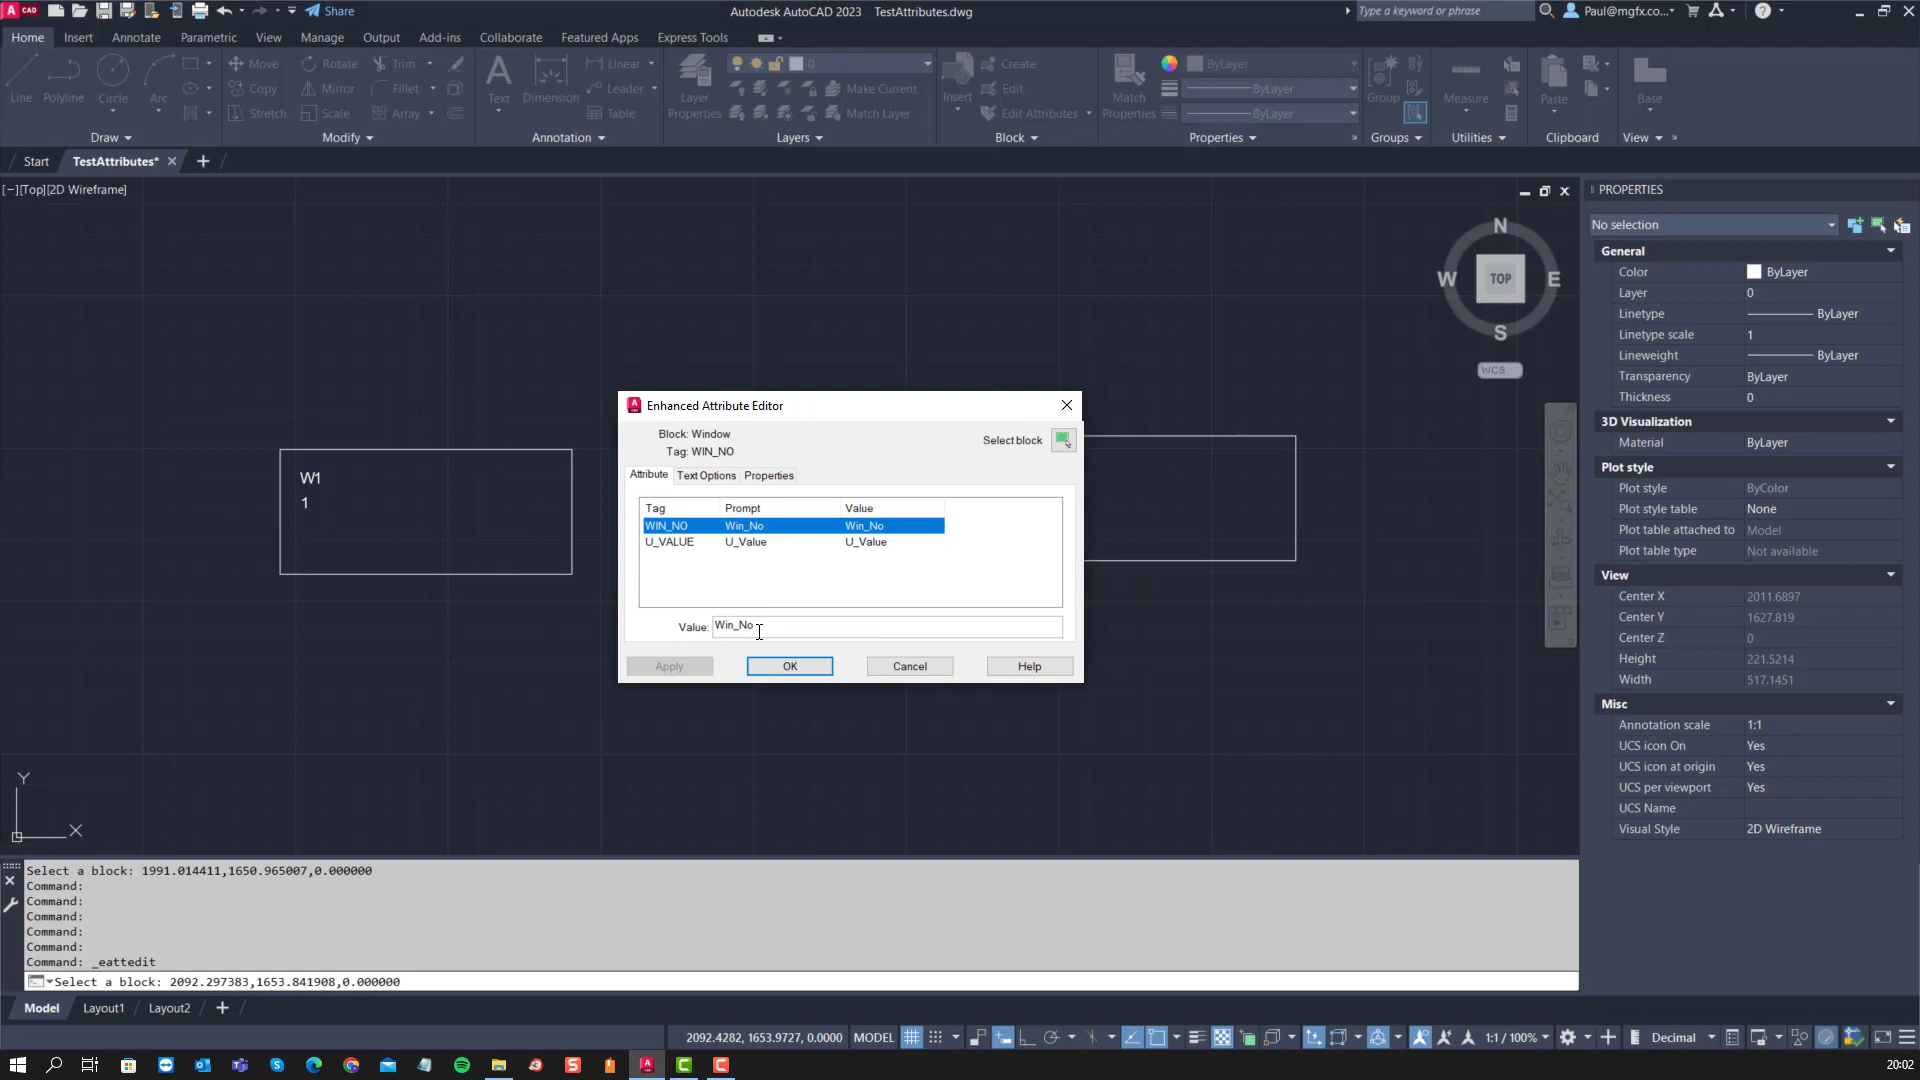 A CAD Share Autodesk AutoCAD 2023 TestAttributes.dwg Type a keyword or phrase Paul@mgfx.co...
Home Insert Annotate Parametric View Manage Output Add-ins Collaborate Featured Apps Express Tools
Line Polyline Circle Arc
Move Rotate Trim
Copy Mirror Fillet
Stretch Scale Array
Text Dimension Linear
Leader
Table
Layer Properties 0
Make Current
Match Layer
Insert Create
Edit
Edit Attributes
Match Properties ByLayer
ByLayer
ByLayer
Group Measure Paste Base
Draw Modify Annotation Layers Block Properties Groups Utilities Clipboard View
Start TestAttributes*
[−][Top][2D Wireframe]
N
W TOP E
S
WCS
W1
1
Enhanced Attribute Editor
Block: Window
Tag: WIN_NO
Select block
Attribute Text Options Properties
Tag Prompt Value
WIN_NO Win_No Win_No
U_VALUE U_Value U_Value
Value: Win_No
Apply OK Cancel Help
PROPERTIES
No selection
General
Color ByLayer
Layer 0
Linetype ByLayer
Linetype scale 1
Lineweight ByLayer
Transparency ByLayer
Thickness 0
3D Visualization
Material ByLayer
Plot style
Plot style ByColor
Plot style table None
Plot table attached to Model
Plot table type Not available
View
Center X 2011.6897
Center Y 1627.819
Center Z 0
Height 221.5214
Width 517.1451
Misc
Annotation scale 1:1
UCS icon On Yes
UCS icon at origin Yes
UCS per viewport Yes
UCS Name
Visual Style 2D Wireframe
Y
X
Select a block: 1991.014411,1650.965007,0.000000
Command:
Command:
Command:
Command:
Command:
Command: _eattedit
Select a block: 2092.297383,1653.841908,0.000000
Model Layout1 Layout2
2092.4282, 1653.9727, 0.0000 MODEL 1:1 / 100% Decimal
20:02